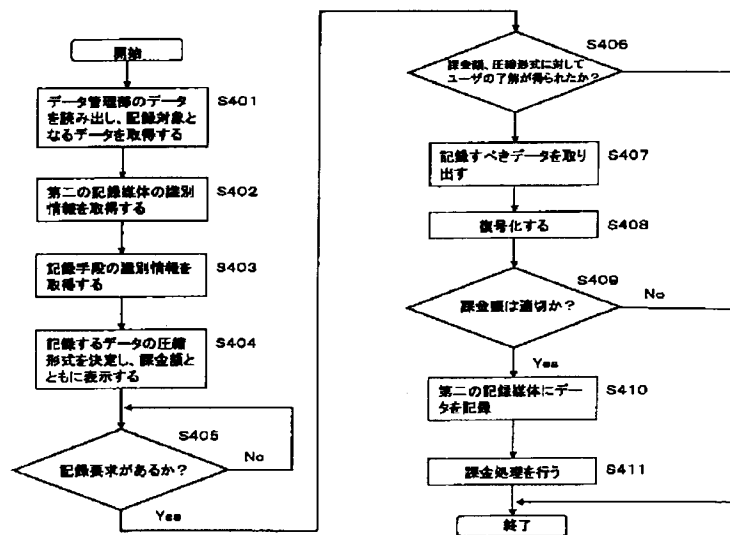 開始
データ管理部のデータ
を読み出し、記録対象と
なるデータを取得する
S401
第二の記録媒体の識別
情報を取得する
S402
記録手段の識別情報を
取得する
S403
記録するデータの圧縮
形式を決定し、課金額と
ともに表示する
S404
S405
記録要求があるか?
No
Yes
S406
課金額、圧縮形式に対して
ユーザの了解が得られたか?
記録すべきデータを取り
出す
S407
復号化する
S408
S409
課金額は適切か?
No
Yes
第二の記録媒体にデー
タを記録
S410
課金処理を行う
S411
終了